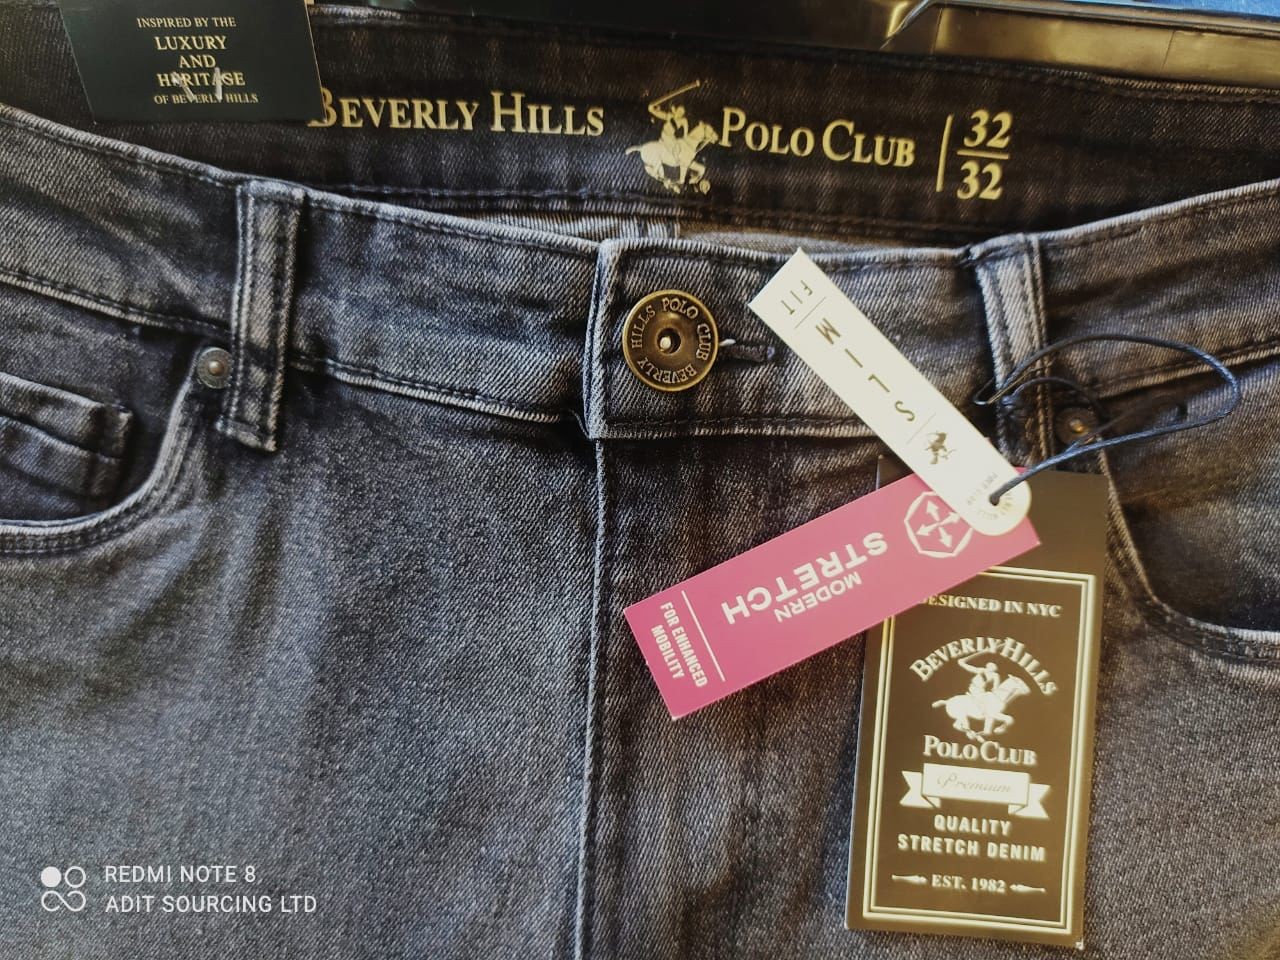 INSPIRED BY THE
LUXURY
AND
HERITAGE
OF BEVERLY HILLS
BEVERLY HILLS POLO CLUB 32
32
BEVERLY HILLS POLO CLUB
SLIM
FIT
MODERN
STRETCH
FOR ENHANCED
MOBILITY
DESIGNED IN NYC
BEVERLY HILLS
POLO CLUB
Premium
QUALITY
STRETCH DENIM
EST. 1982
REDMI NOTE 8
ADIT SOURCING LTD